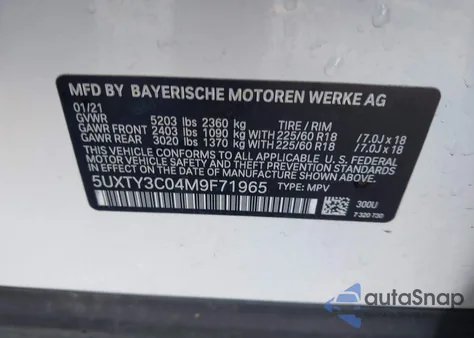 MFD BY BAYERISCHE MOTOREN WERKE AG
01/21
GVWR 5203 lbs 2360 kg TIRE / RIM
GAWR FRONT 2403 lbs 1090 kg WITH 225/60 R18 /7.0J x 18
GAWR REAR 3020 lbs 1370 kg WITH 225/60 R18 /7.0J x 18
THIS VEHICLE CONFORMS TO ALL APPLICABLE U.S. FEDERAL
MOTOR VEHICLE SAFETY AND THEFT PREVENTION
STANDARDS IN EFFECT ON THE
DATE OF MANUFACTURE SHOWN ABOVE.
5UXTY3C04M9F71965 TYPE: MPV
300U
7 320 730
autoSnap